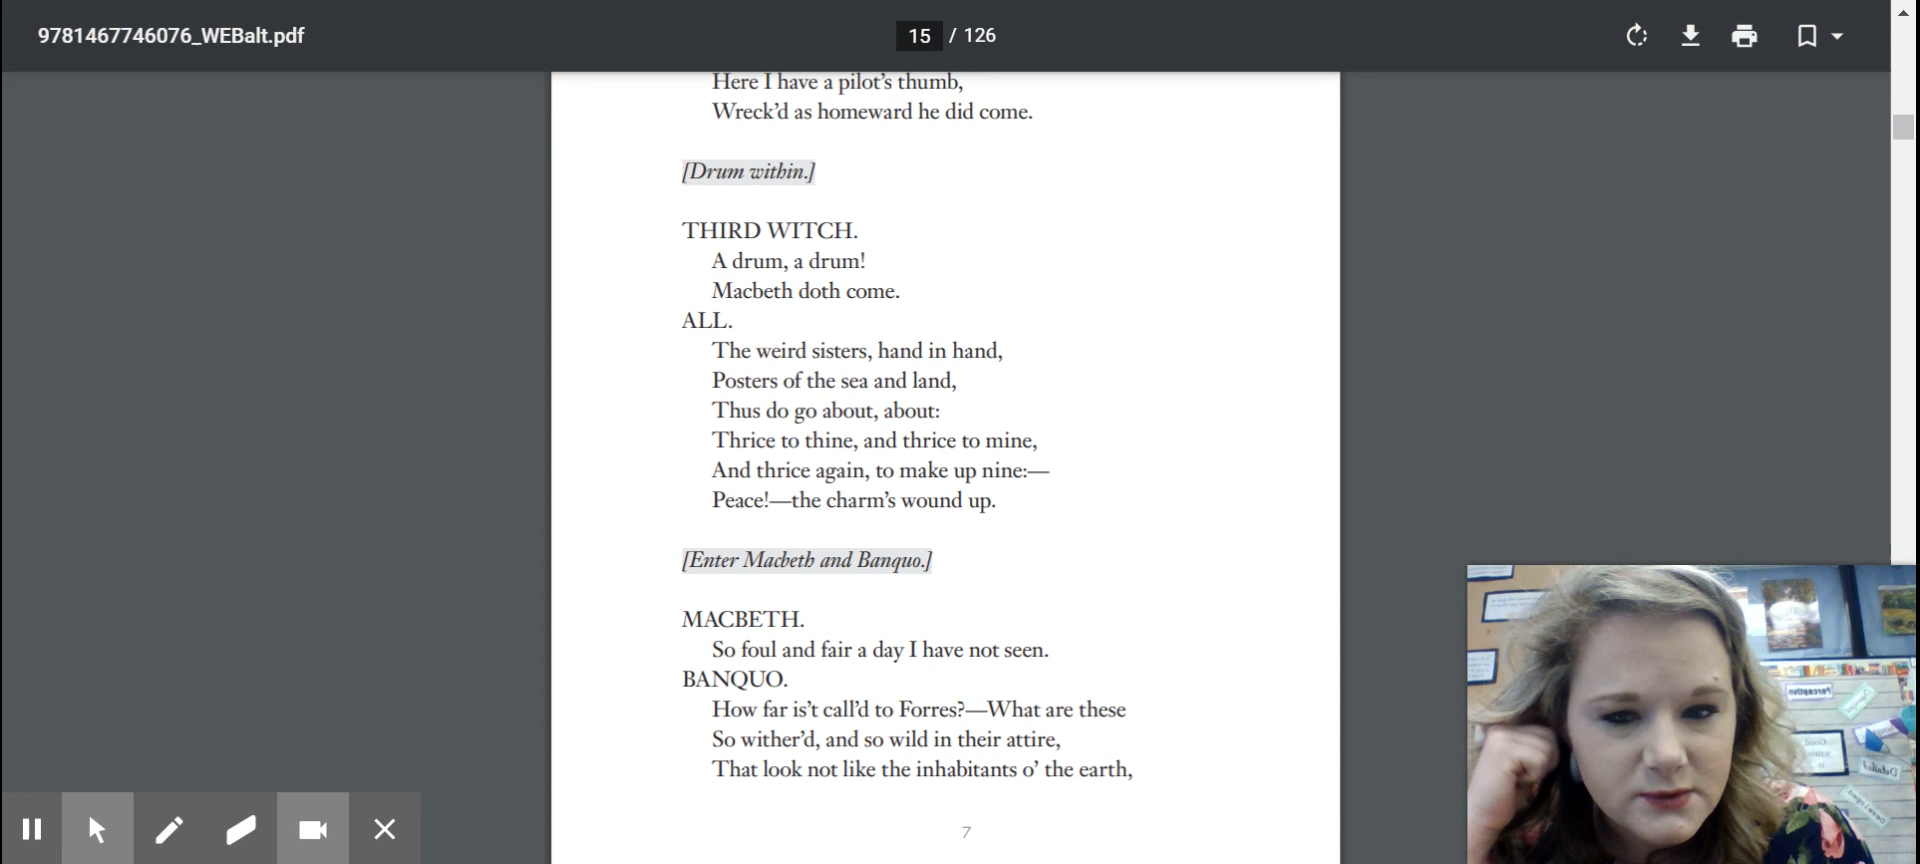 9781467746076_WEBalt.pdf
15 / 126
Here I have a pilot's thumb,
Wreck'd as homeward he did come.
[Drum within.]
THIRD WITCH.
A drum, a drum!
Macbeth doth come.
ALL.
The weird sisters, hand in hand,
Posters of the sea and land,
Thus do go about, about:
Thrice to thine, and thrice to mine,
And thrice again, to make up nine:—
Peace!—the charm's wound up.
[Enter Macbeth and Banquo.]
MACBETH.
So foul and fair a day I have not seen.
BANQUO.
How far is't call'd to Forres?—What are these
So wither'd, and so wild in their attire,
That look not like the inhabitants o' the earth,
7
Perceptive
Good
Detailed
Developed